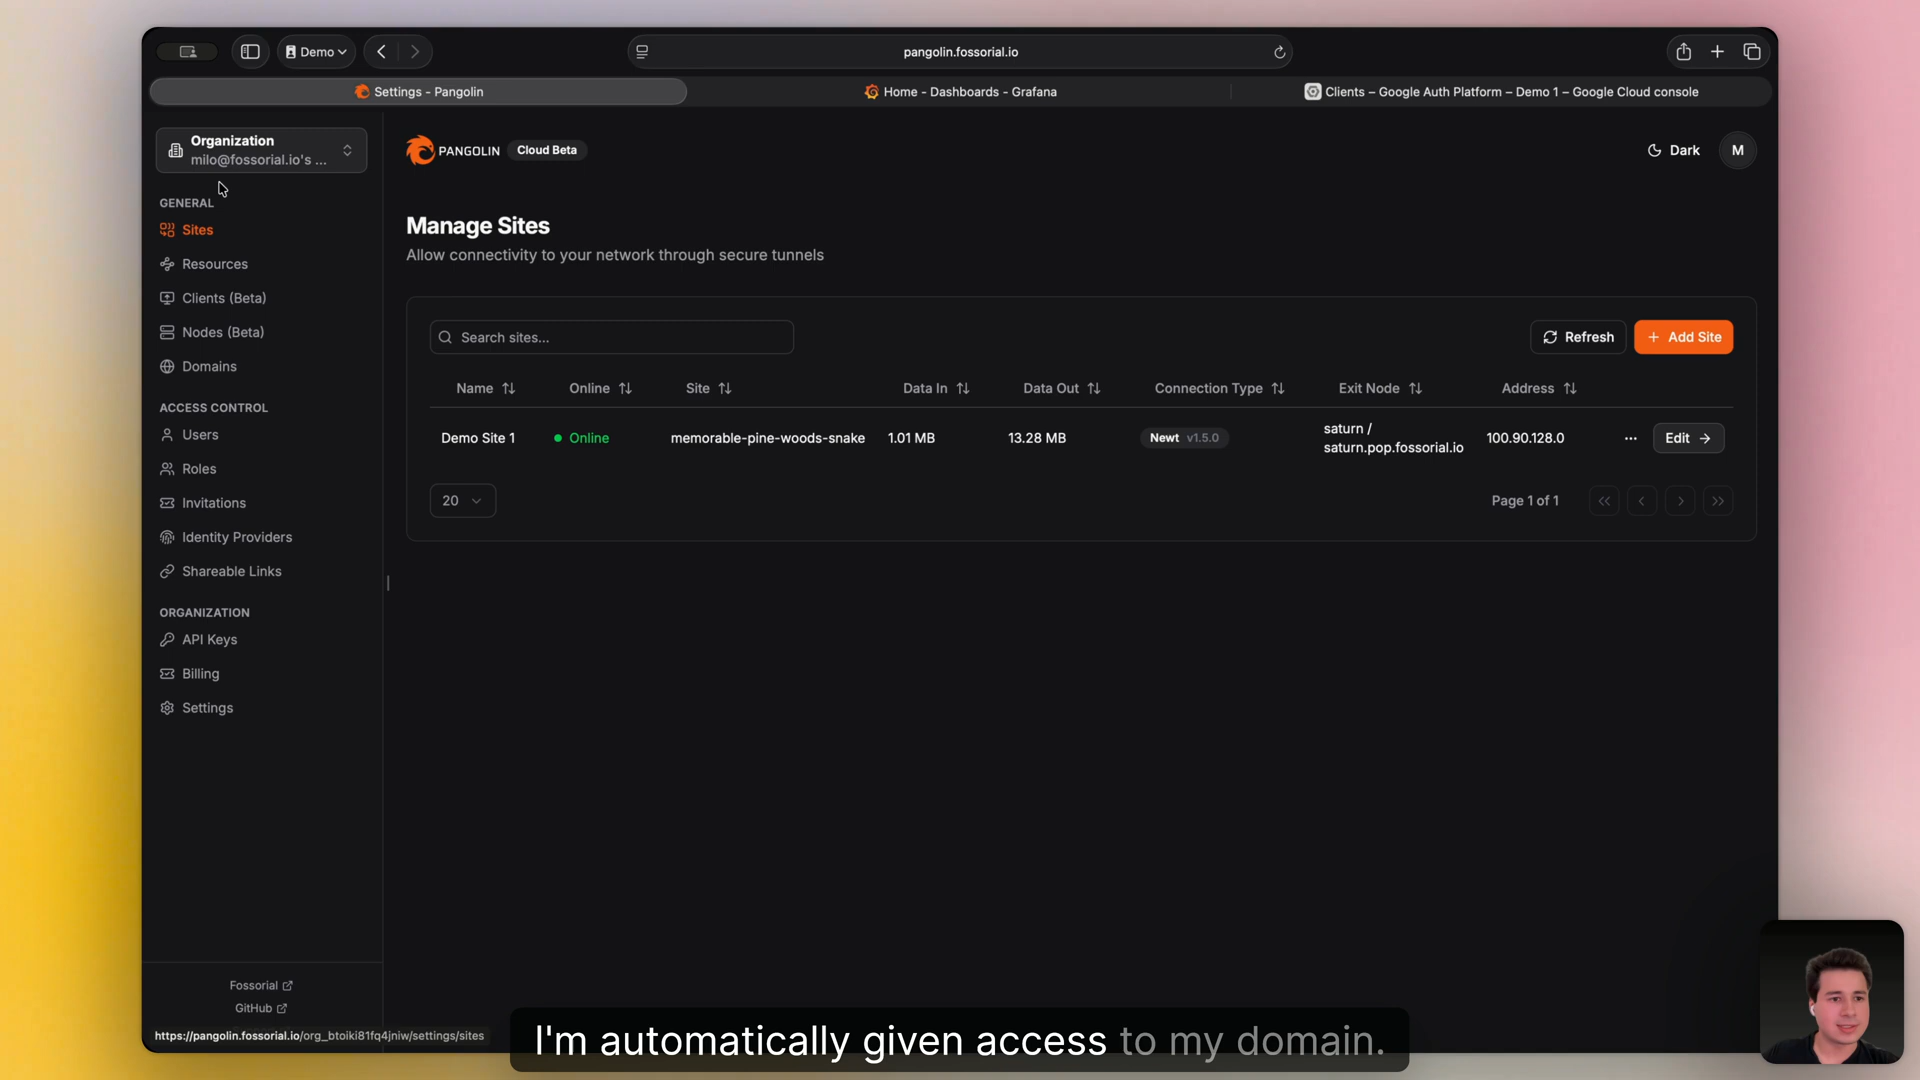 Demo
pangolin.fossorial.io
Settings - Pangolin
Home - Dashboards - Grafana
Clients – Google Auth Platform – Demo 1 – Google Cloud console
Organization
milo@fossorial.io's ...
PANGOLIN
Cloud Beta
Dark
M
GENERAL
Sites
Resources
Clients (Beta)
Nodes (Beta)
Domains
ACCESS CONTROL
Users
Roles
Invitations
Identity Providers
Shareable Links
ORGANIZATION
API Keys
Billing
Settings
Manage Sites
Allow connectivity to your network through secure tunnels
Search sites...
Refresh
Add Site
Name Online Site Data In Data Out Connection Type Exit Node Address
Demo Site 1 Online memorable-pine-woods-snake 1.01 MB 13.28 MB Newt v1.5.0 saturn /
saturn.pop.fossorial.io 100.90.128.0 ... Edit
20
Page 1 of 1
Fossorial
GitHub
https://pangolin.fossorial.io/org_btoiki81fq4jniw/settings/sites
I'm automatically given access to my domain.